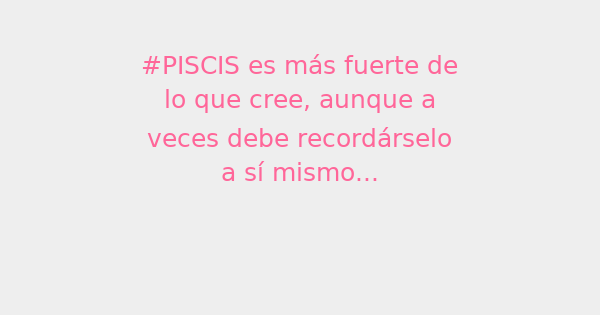 #PISCIS es más fuerte de
lo que cree, aunque a
veces debe recordárselo
a sí mismo...